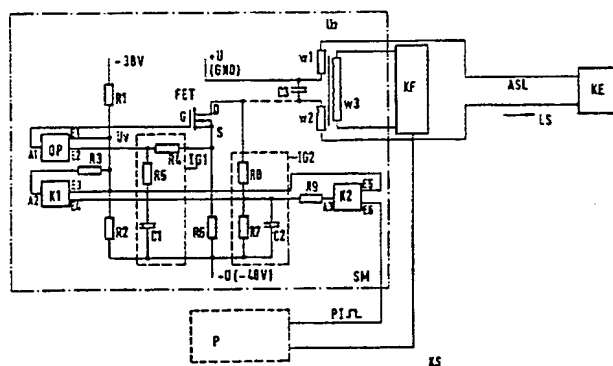 Uz
-38V
+U
(GND)
w1
R1
C3
KF
ASL
KE
FET
D
w3
w2
LS
G
S
E1
Uv
A1
OP
E2
R4
IG1
IG2
R3
R5
R8
A2
K1
E3
E4
R9
A3
K2
E5
E6
R2
R6
R7
C1
C2
-U(-48V)
SM
PI
P
KS